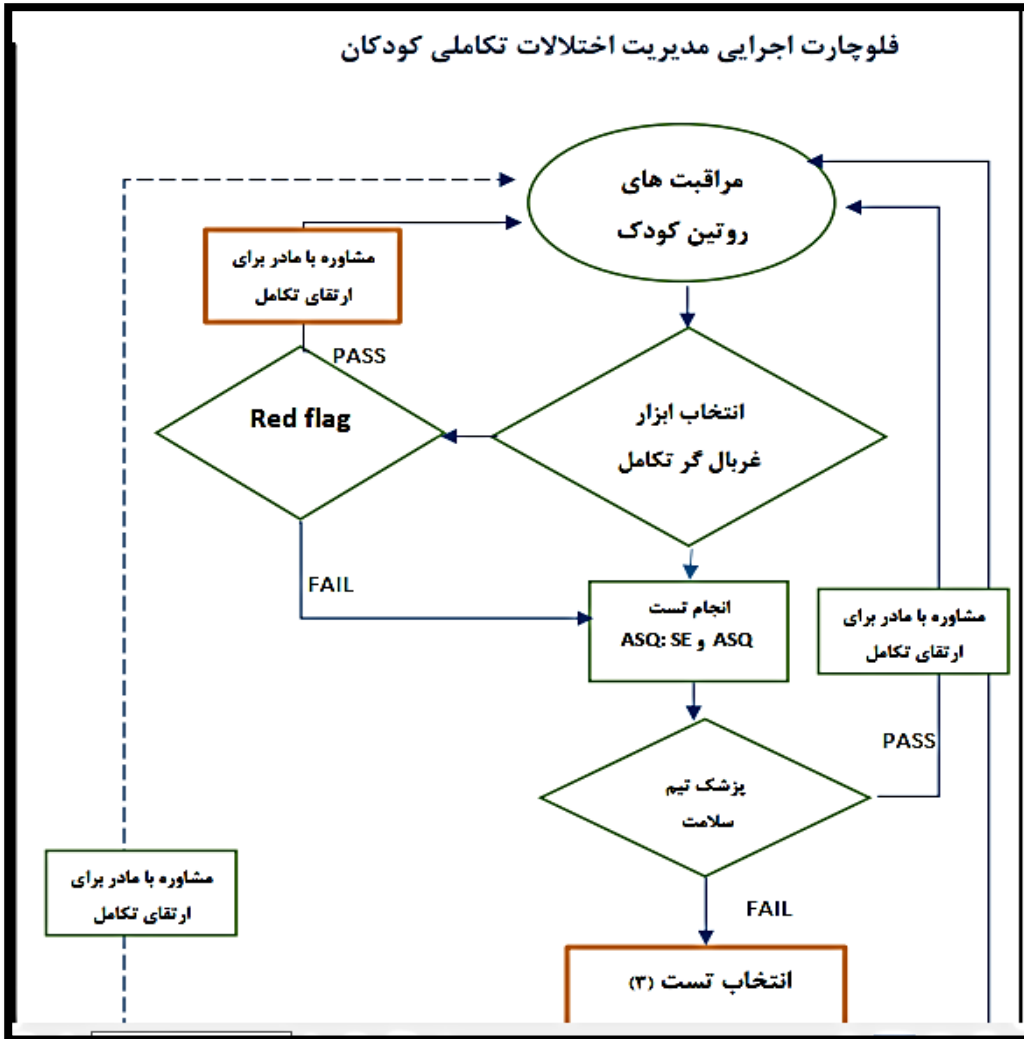 فلوچارت اجرایی مدیریت اختلالات تکاملی کودکان
مراقبت های
روتین کودک
مشاوره با مادر برای
ارتقای تکامل
PASS
Red flag
انتخاب ابزار
غربال گر تکامل
FAIL
انجام تست
ASQ و ASQ: SE
مشاوره با مادر برای
ارتقای تکامل
PASS
پزشک تیم
سلامت
مشاوره با مادر برای
ارتقای تکامل
FAIL
انتخاب تست (۳)